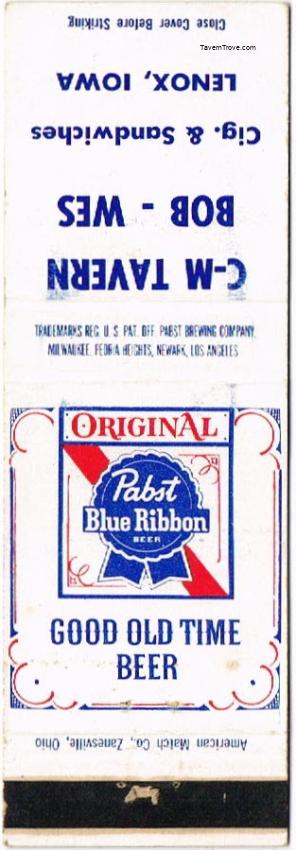 Close Cover Before Striking
TavernTrove.com
LENOX, IOWA
Cig. & Sandwiches
BOB - WES
C-M TAVERN
TRADEMARKS REG. U. S. PAT. OFF. PABST BREWING COMPANY,
MILWAUKEE, PEORIA HEIGHTS, NEWARK, LOS ANGELES
ORIGINAL
Pabst
Blue Ribbon
BEER
GOOD OLD TIME
BEER
American Match Co., Zanesville, Ohio